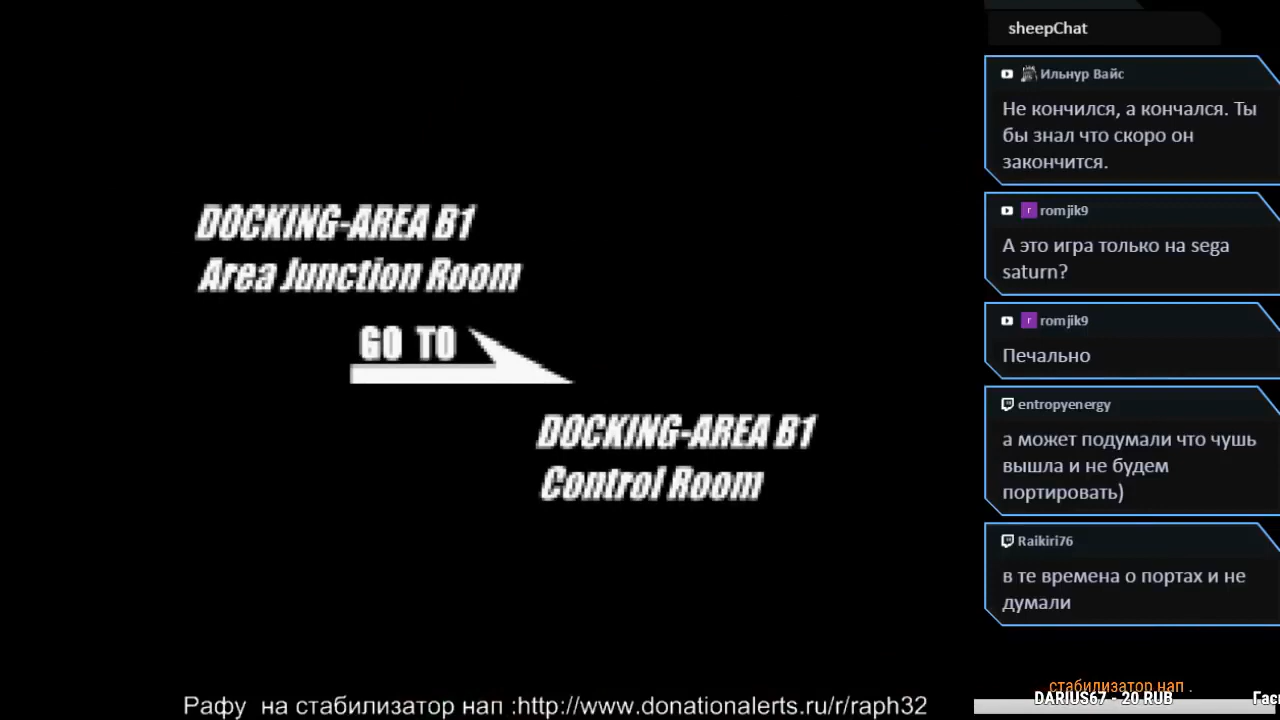 DOCKING-AREA B1
Area Junction Room
GO TO
DOCKING-AREA B1
Control Room
Рафу на стабилизатор нап :http://www.donationalerts.ru/r/raph32
sheepChat
Ильнур Вайс
Не кончился, а кончался. Ты
бы знал что скоро он
закончится.
r romjik9
А это игра только на sega
saturn?
r romjik9
Печально
entropyenergy
а может подумали что чушь
вышла и не будем
портировать)
Raikiri76
в те времена о портах и не
думали
стабилизатор нап .
DARIUS67 - 20 RUB